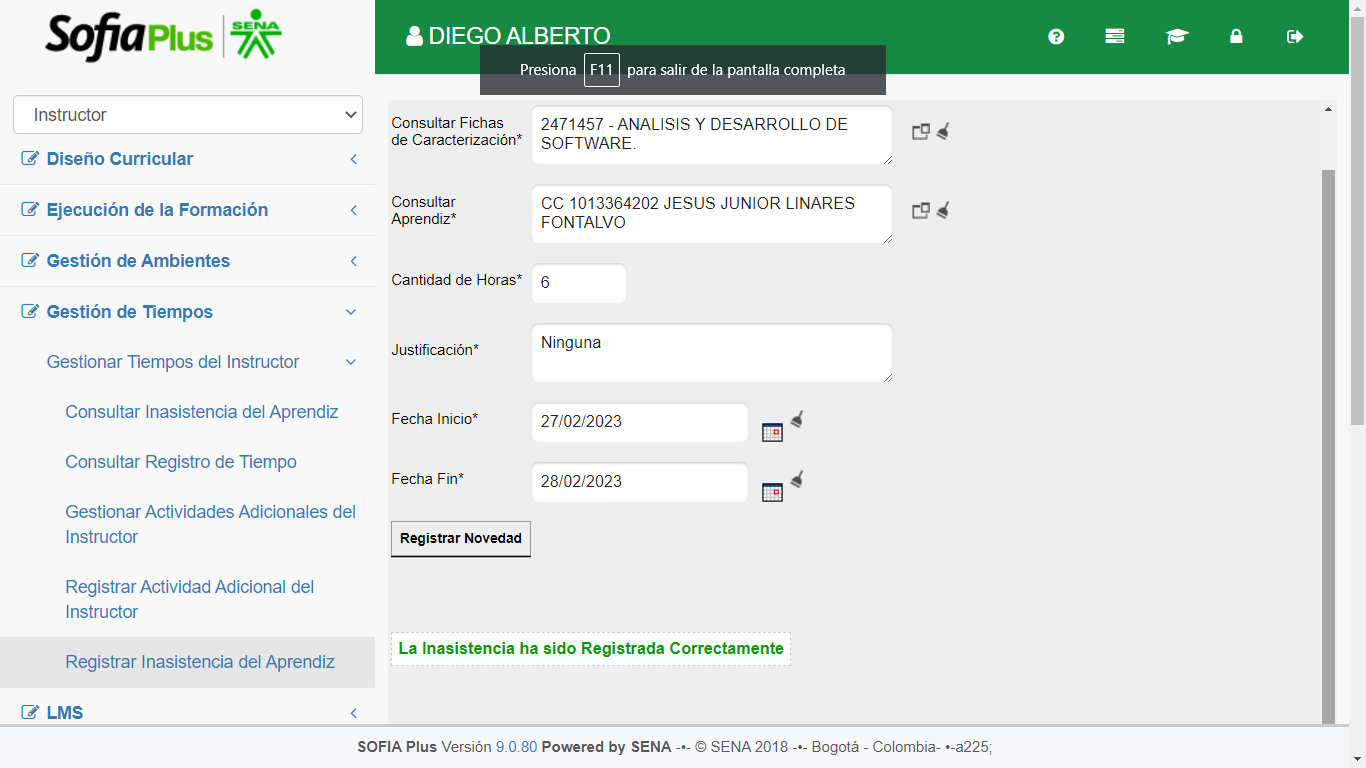 Sofia Plus SENA
DIEGO ALBERTO
Presiona F11 para salir de la pantalla completa
Instructor
Diseño Curricular
Ejecución de la Formación
Gestión de Ambientes
Gestión de Tiempos
Gestionar Tiempos del Instructor
Consultar Inasistencia del Aprendiz
Consultar Registro de Tiempo
Gestionar Actividades Adicionales del
Instructor
Registrar Actividad Adicional del
Instructor
Registrar Inasistencia del Aprendiz
LMS
Consultar Fichas
de Caracterización*
2471457 - ANALISIS Y DESARROLLO DE
SOFTWARE.
Consultar
Aprendiz*
CC 1013364202 JESUS JUNIOR LINARES
FONTALVO
Cantidad de Horas* 6
Justificación* Ninguna
Fecha Inicio* 27/02/2023
Fecha Fin* 28/02/2023
Registrar Novedad
La Inasistencia ha sido Registrada Correctamente
SOFIA Plus Versión 9.0.80 Powered by SENA -•- © SENA 2018 -•- Bogotá - Colombia- •-a225;